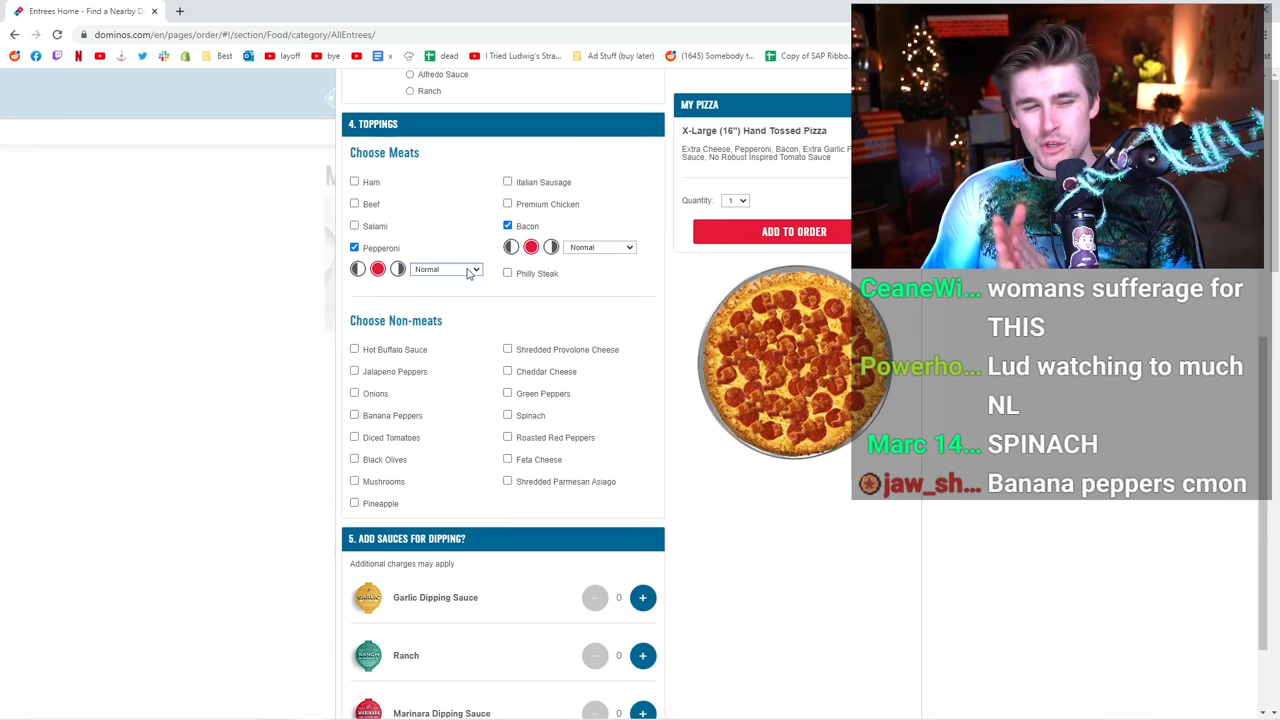 Entrees Home - Find a Nearby D
dominos.com/en/pages/order/#!/section/Food/category/AllEntrees/
Best
layoff
bye
x
dead
I Tried Ludwig's Stra...
Ad Stuff (buy later)
(1645) Somebody t...
Copy of SAP Ribbo...
Alfredo Sauce
Ranch
4. TOPPINGS
Choose Meats
Ham
Italian Sausage
Beef
Premium Chicken
Salami
Bacon
Pepperoni
Normal
Normal
Philly Steak
Choose Non-meats
Hot Buffalo Sauce
Shredded Provolone Cheese
Jalapeno Peppers
Cheddar Cheese
Onions
Green Peppers
Banana Peppers
Spinach
Diced Tomatoes
Roasted Red Peppers
Black Olives
Feta Cheese
Mushrooms
Shredded Parmesan Asiago
Pineapple
5. ADD SAUCES FOR DIPPING?
Additional charges may apply
GARLIC
Garlic Dipping Sauce
0
RANCH
Ranch
0
MARINARA
Marinara Dipping Sauce
0
MY PIZZA
X-Large (16") Hand Tossed Pizza
Extra Cheese, Pepperoni, Bacon, Extra Garlic P
Sauce, No Robust Inspired Tomato Sauce
Quantity:
1
ADD TO ORDER
CeaneWi... womans sufferage for
THIS
Powerho... Lud watching to much
NL
Marc 14... SPINACH
jaw_sh... Banana peppers cmon